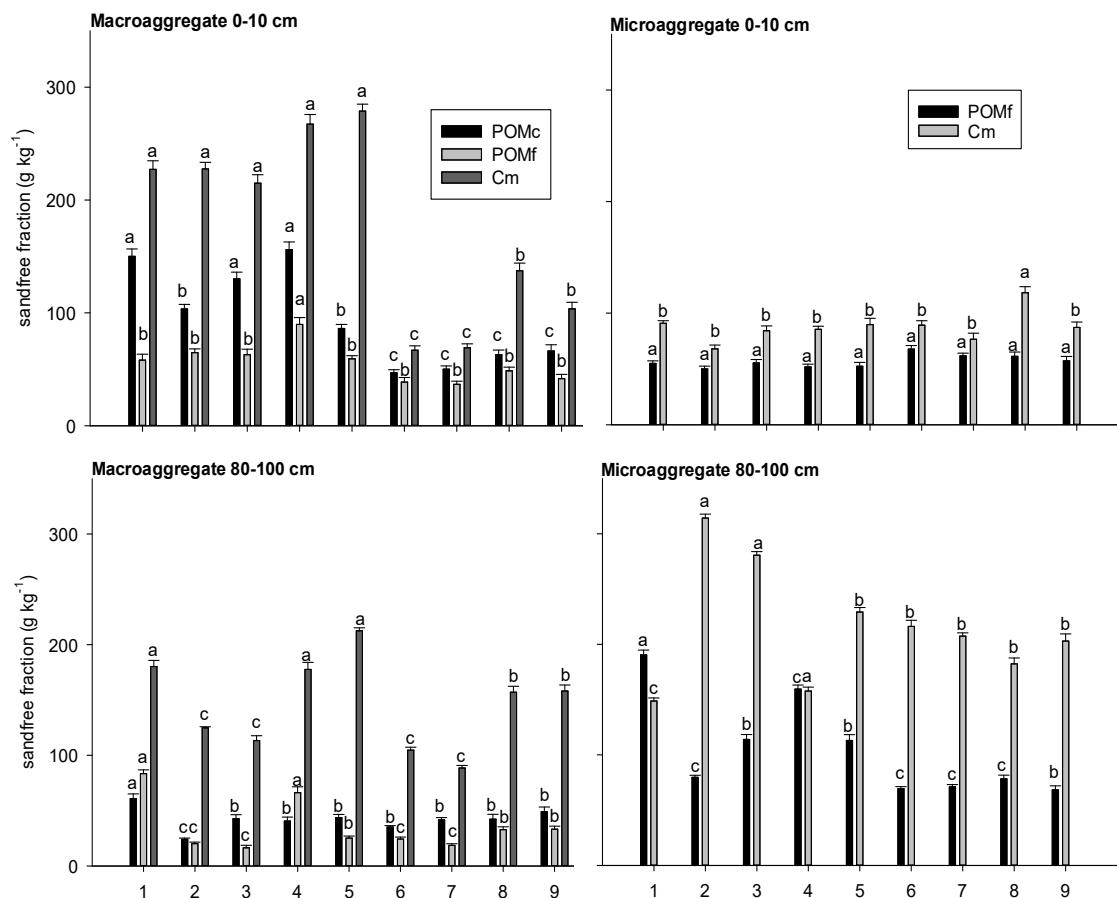 Macroaggregate 0-10 cm
300
200
100
0
sandfree fraction (g kg-1)
POMc
POMf
Cm
a b a
b b a
a b a
a a a
b b a
c b c
c b c
c b b
c b b
Microaggregate 0-10 cm
POMf
Cm
a b
a b
a b
a b
a b
a b
a b
a a
a b
Macroaggregate 80-100 cm
300
200
100
0
sandfree fraction (g kg-1)
a a a
c c c
b c c
b a a
b b a
b c c
b c c
b b b
b b b
1 2 3 4 5 6 7 8 9
Microaggregate 80-100 cm
a c
c a
b a
c a
b b
c b
c b
c b
b b
1 2 3 4 5 6 7 8 9